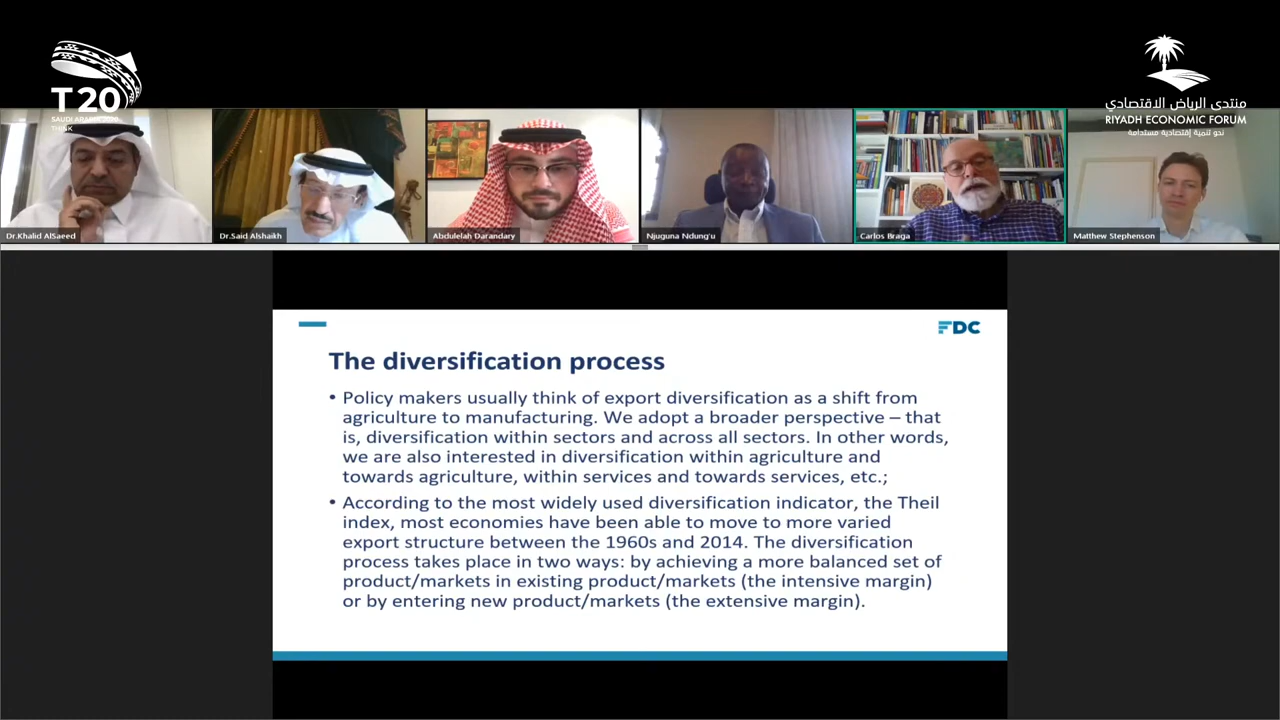 T20
SAUDI ARABIA 2020
THINK
منتدى الرياض الاقتصادي
RIYADH ECONOMIC FORUM
نحو تنمية إقتصادية مستدامة
Dr.Khalid AlSaeed
Dr.Said Alshaikh
Abdulelah Darandary
Njuguna Ndung'u
Carlos Braga
Matthew Stephenson
FDC
The diversification process
• Policy makers usually think of export diversification as a shift from
agriculture to manufacturing. We adopt a broader perspective – that
is, diversification within sectors and across all sectors. In other words,
we are also interested in diversification within agriculture and
towards agriculture, within services and towards services, etc.;
• According to the most widely used diversification indicator, the Theil
index, most economies have been able to move to more varied
export structure between the 1960s and 2014. The diversification
process takes place in two ways: by achieving a more balanced set of
product/markets in existing product/markets (the intensive margin)
or by entering new product/markets (the extensive margin).